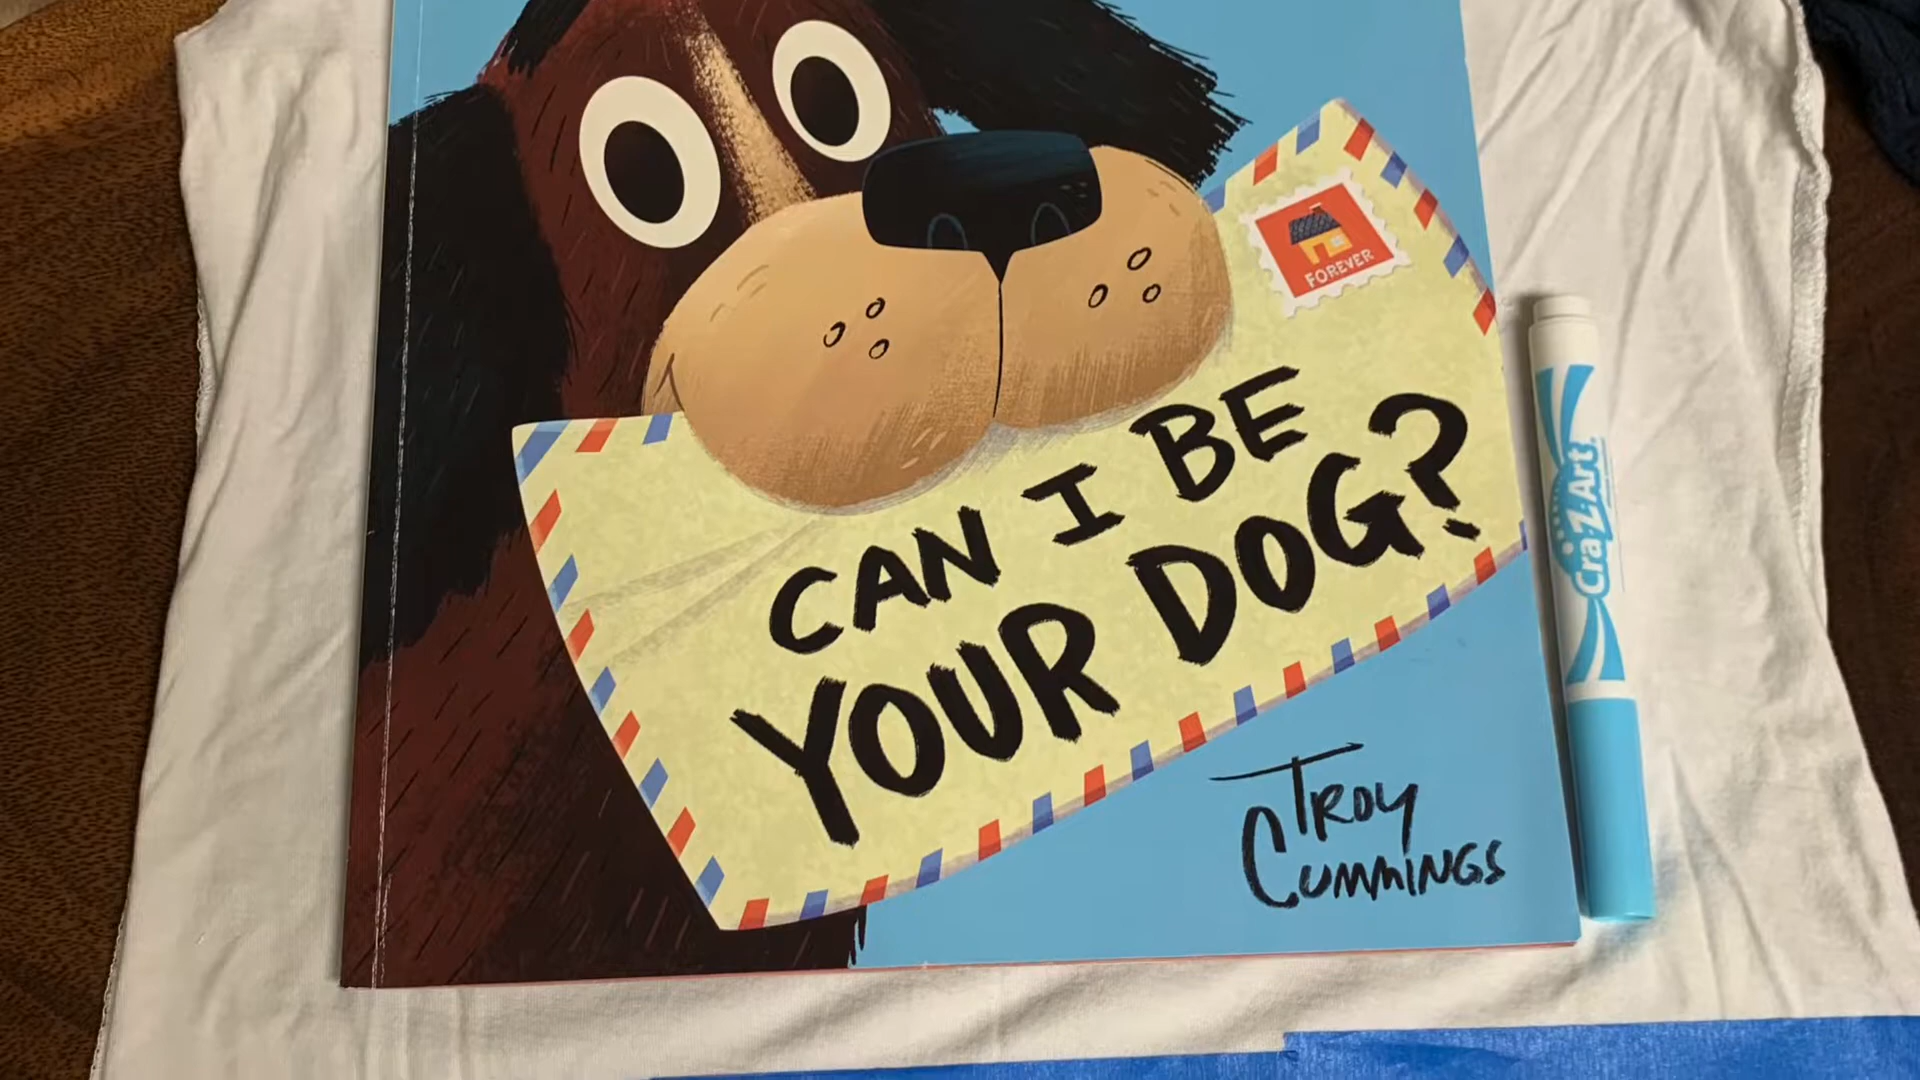 FOREVER
CAN I BE
YOUR DOG?
TROY
CUMMINGS
Cra-Z-Art